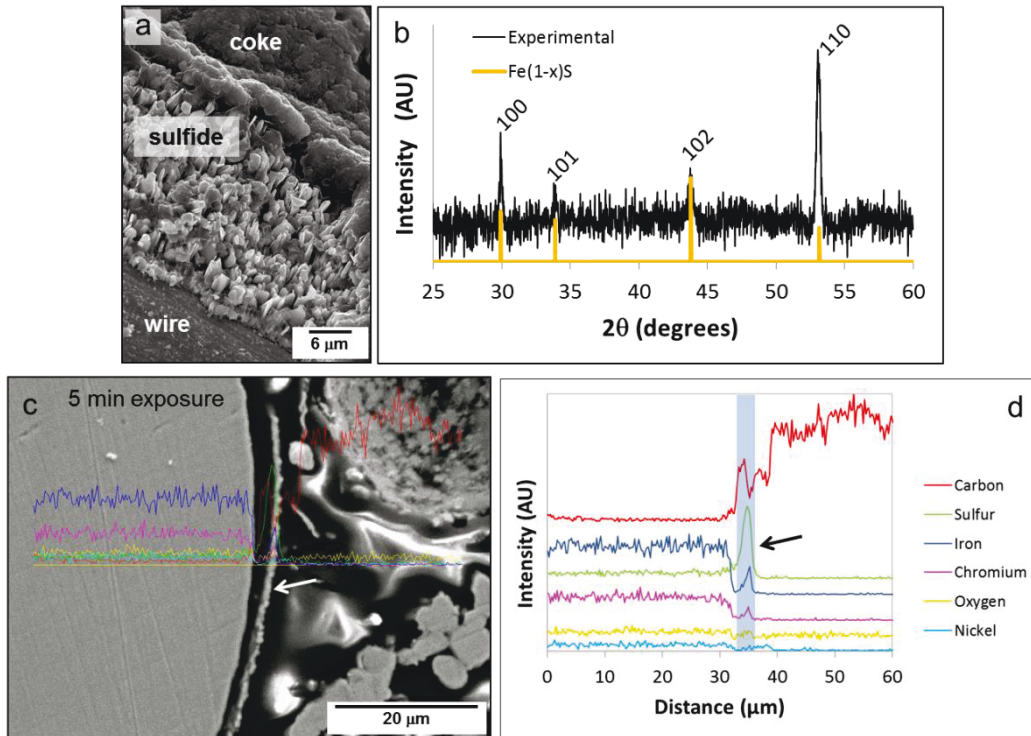 a
coke
sulfide
wire
6 μm
b
Experimental
Fe(1-x)S
100
101
102
110
Intensity (AU)
25 30 35 40 45 50 55 60
2θ (degrees)
c
5 min exposure
20 μm
d
Intensity (AU)
Carbon
Sulfur
Iron
Chromium
Oxygen
Nickel
0 10 20 30 40 50 60
Distance (μm)